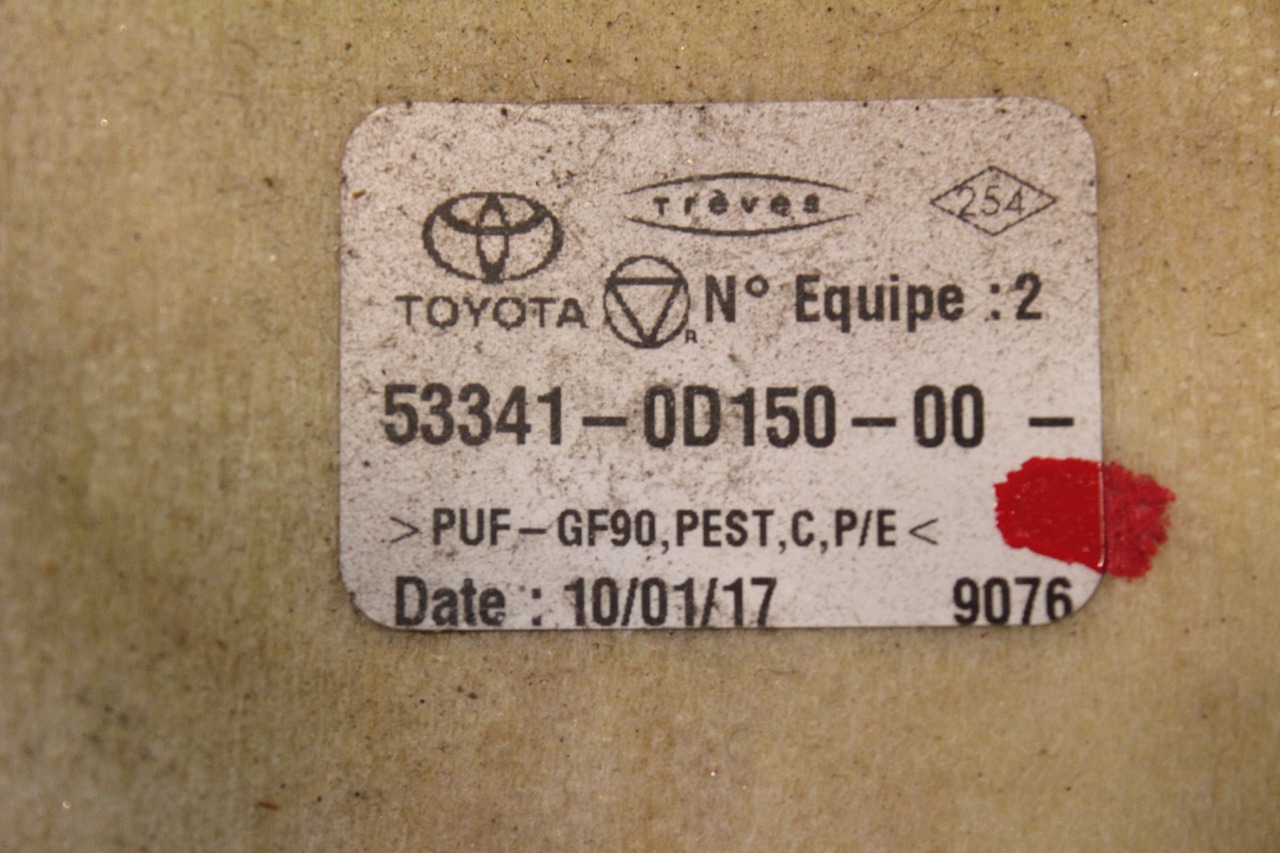 Trèves
254
TOYOTA
R
N° Equipe : 2
53341-0D150-00 -
>PUF-GF90,PEST,C,P/E<
Date : 10/01/17 9076